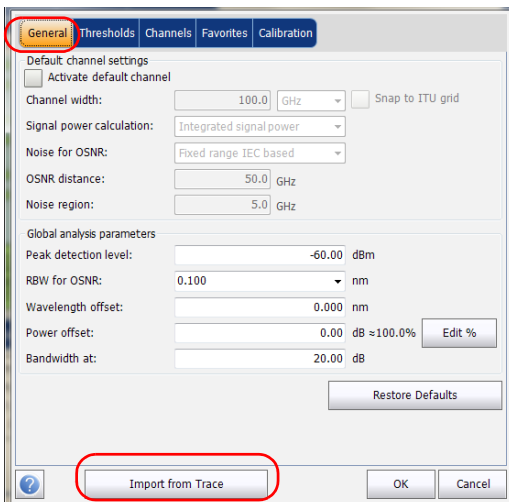 General Thresholds Channels Favorites Calibration
Default channel settings
Activate default channel
Channel width: 100.0 GHz Snap to ITU grid
Signal power calculation: Integrated signal power
Noise for OSNR: Fixed range IEC based
OSNR distance: 50.0 GHz
Noise region: 5.0 GHz
Global analysis parameters
Peak detection level: -60.00 dBm
RBW for OSNR: 0.100 nm
Wavelength offset: 0.000 nm
Power offset: 0.00 dB ≈100.0% Edit %
Bandwidth at: 20.00 dB
Restore Defaults
? Import from Trace OK Cancel